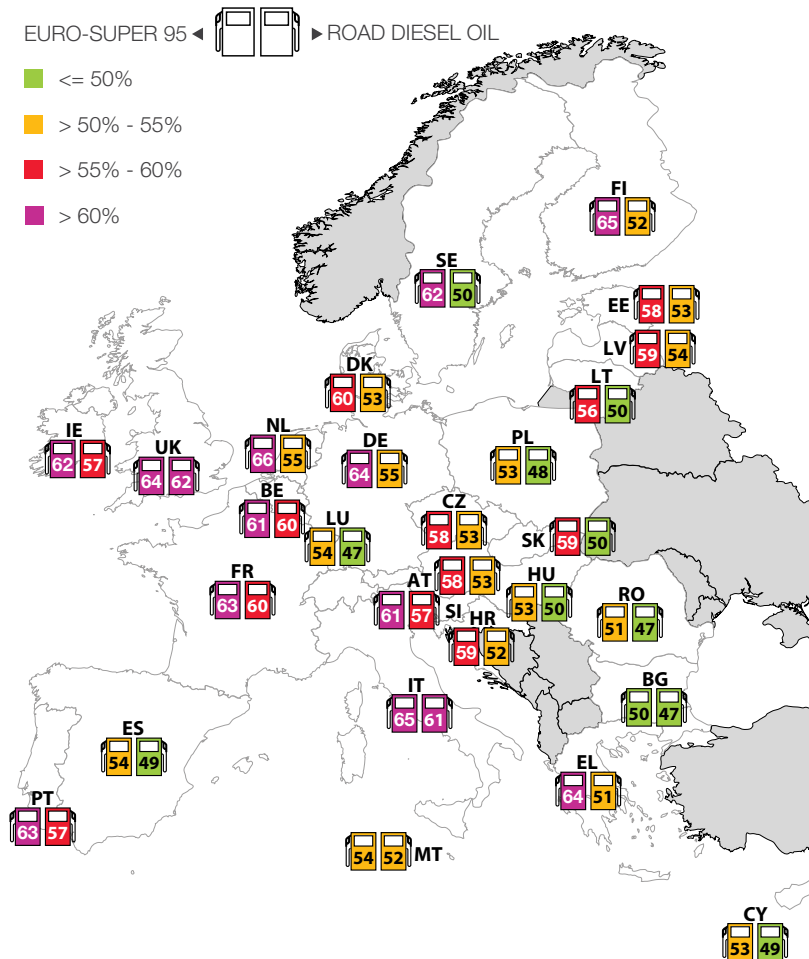 EURO-SUPER 95 ◄ ► ROAD DIESEL OIL
<= 50%
> 50% - 55%
> 55% - 60%
> 60%
FI
65 52
SE
62 50
EE 58 53
LV 59 54
DK
60 53
LT
56 50
IE
62 57
UK
64 62
NL
66 55
DE
64 55
PL
53 48
BE
61 60
LU
54 47
CZ
58 53
SK 59 50
FR
63 60
58 53
AT
61 57
SI
HU
53 50
HR
59 52
RO
51 47
IT
65 61
BG
50 47
ES
54 49
EL
64 51
PT
63 57
54 52 MT
CY
53 49